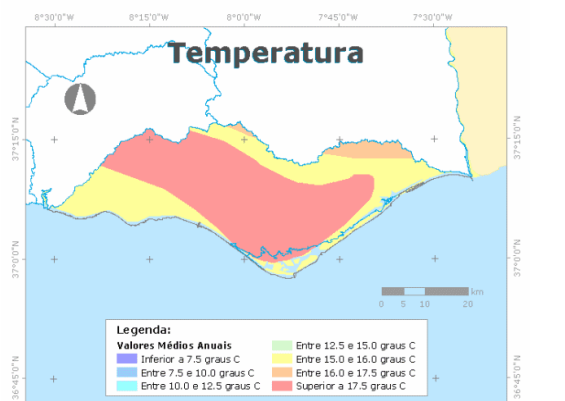 8°30'0"W 8°15'0"W 8°0'0"W 7°45'0"W 7°30'0"W
Temperatura
37°15'0"N 37°15'0"N
37°0'0"N 37°0'0"N
km
0 5 10 20
Legenda:
Valores Médios Anuais
Inferior a 7.5 graus C
Entre 7.5 e 10.0 graus C
Entre 10.0 e 12.5 graus C
Entre 12.5 e 15.0 graus C
Entre 15.0 e 16.0 graus C
Entre 16.0 e 17.5 graus C
Superior a 17.5 graus C
36°45'0"N 36°45'0"N